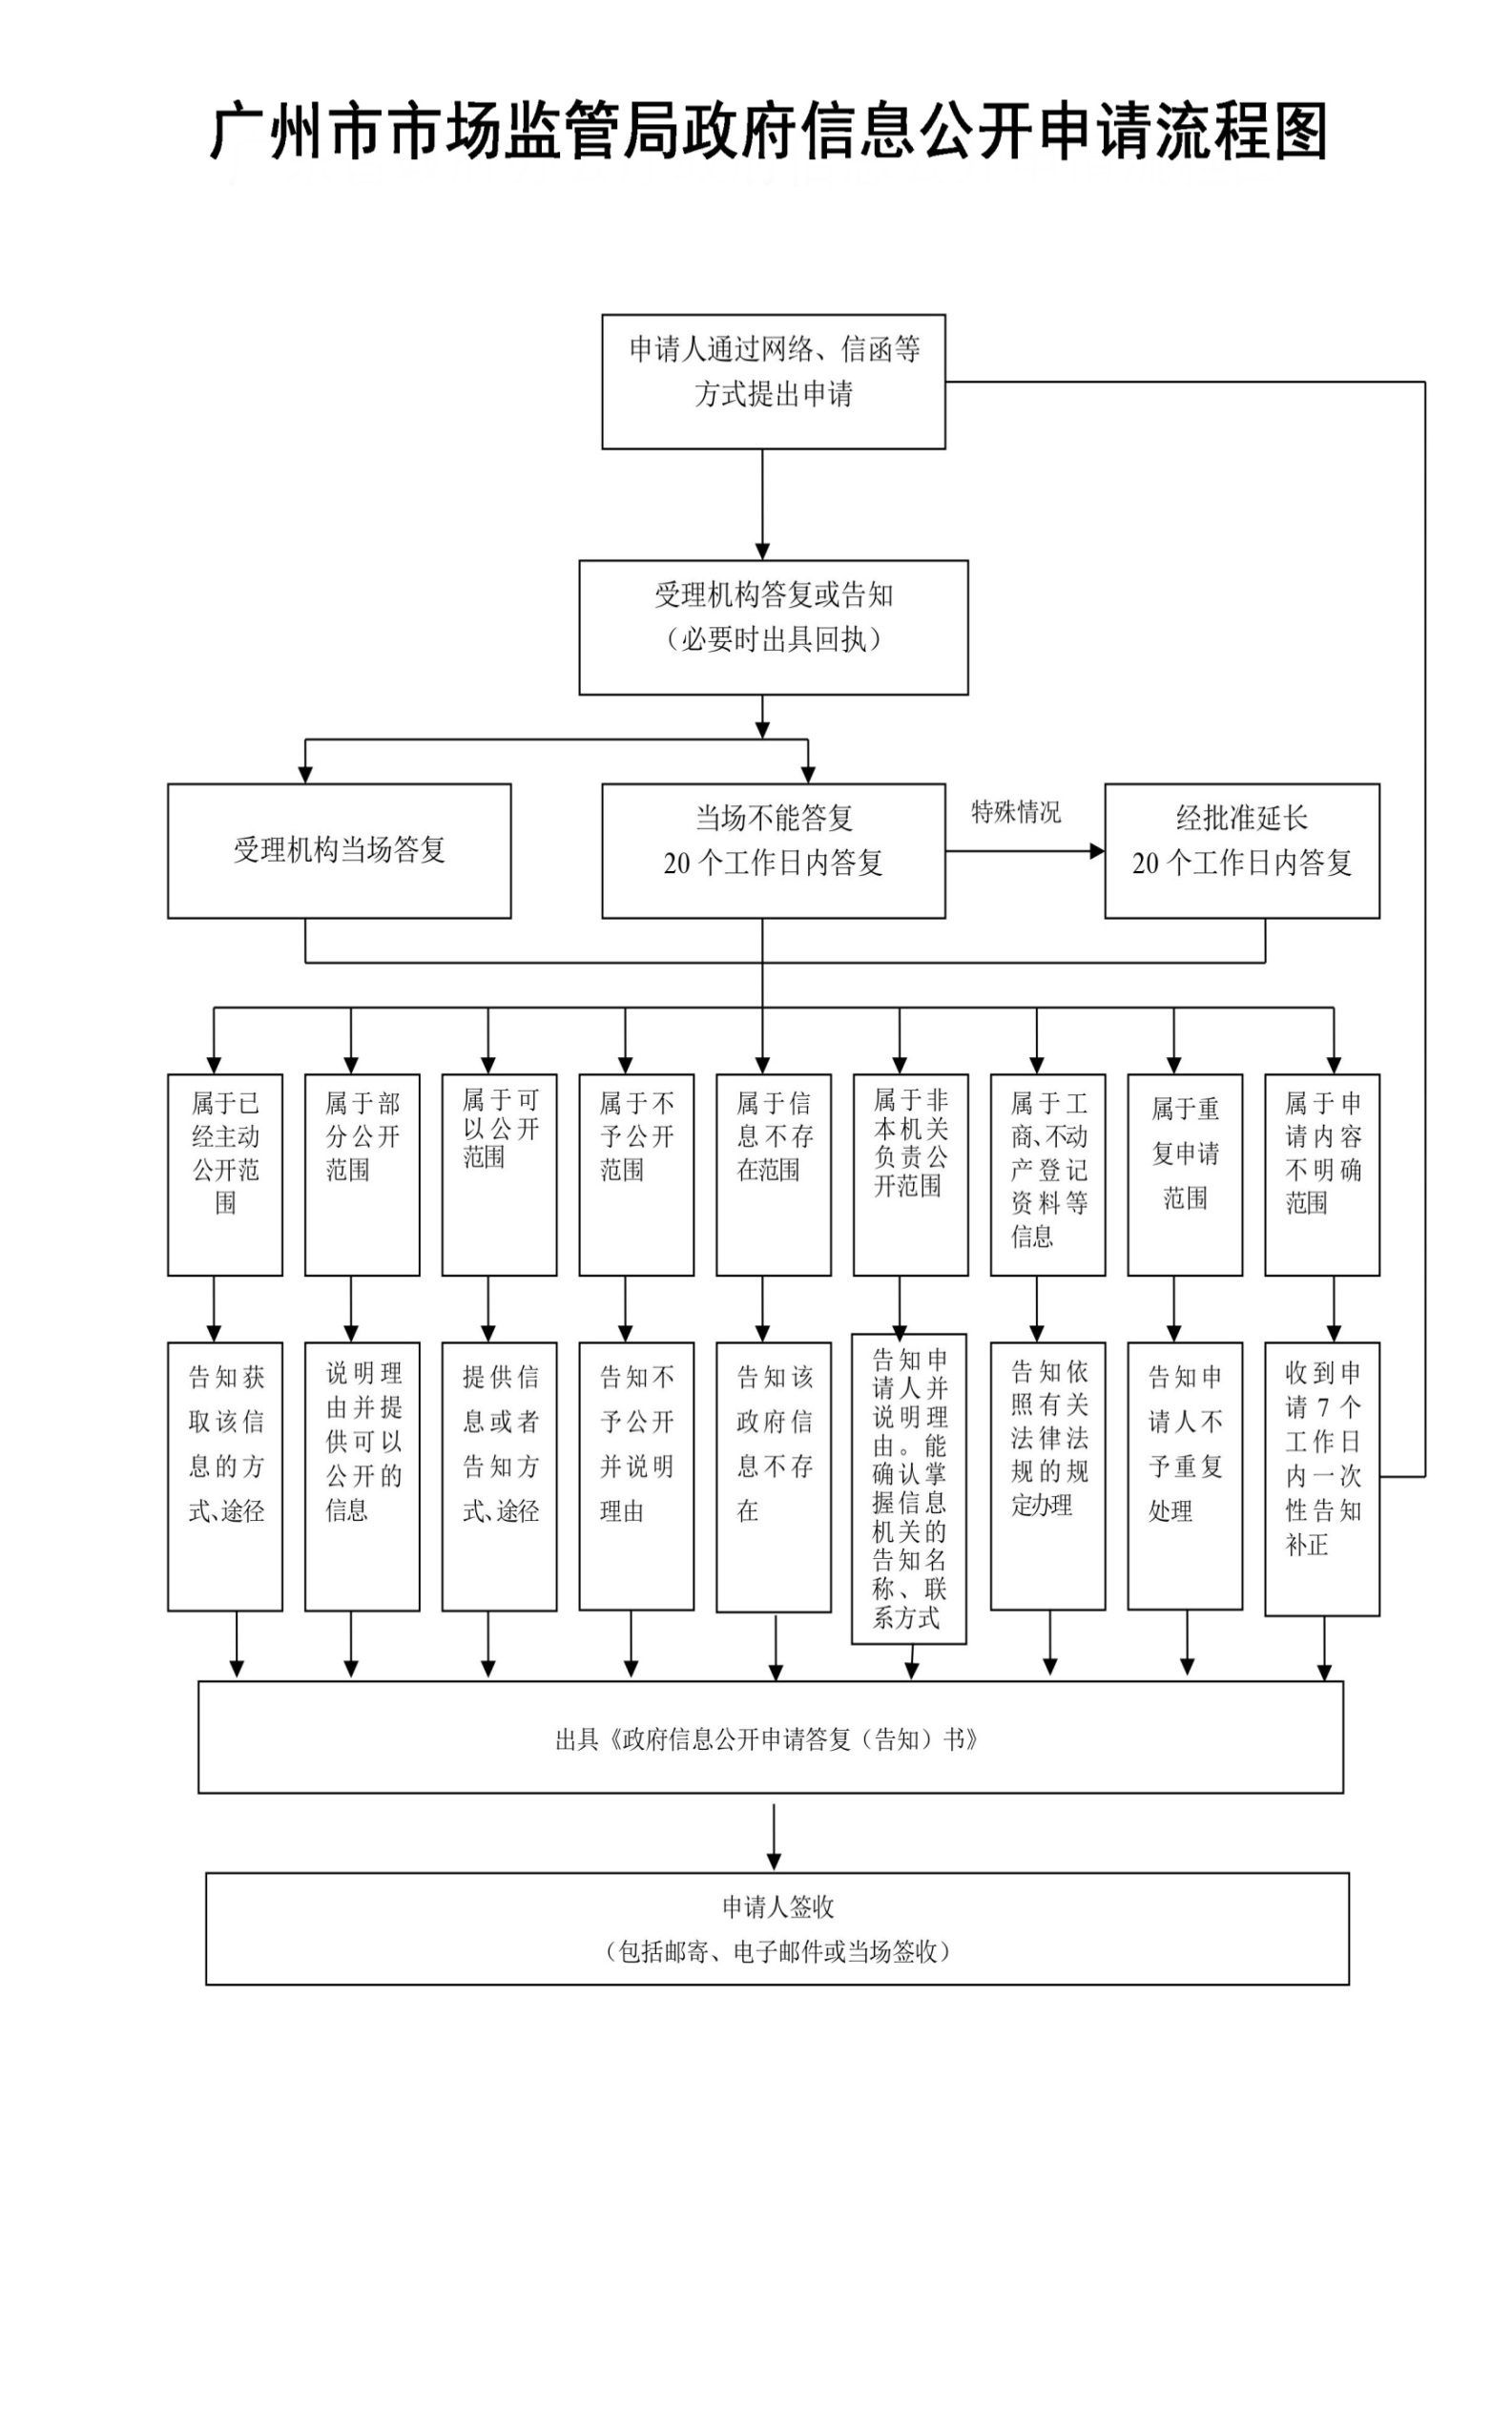 广州市市场监管局政府信息公开申请流程图
申请人通过网络、信函等
方式提出申请
受理机构答复或告知
（必要时出具回执）
受理机构当场答复
当场不能答复
20 个工作日内答复
特殊情况
经批准延长
20 个工作日内答复
属于已
经主动
公开范
围
属于部
分公开
范围
属于可
以公开
范围
属于不
予公开
范围
属于信
息不存
在范围
属于非
本机关
负责公
开范围
属于工
商、不动
产登记
资料等
信息
属于重
复申请
范围
属于申
请内容
不明确
范围
告知获
取该信
息的方
式、途径
说明理
由并提
供可以
公开的
信息
提供信
息或者
告知方
式、途径
告知不
予公开
并说明
理由
告知该
政府信
息不存
在
告知申
请人并
说明理
由。能
确认掌
握信息
机关的
告知名
称、联
系方式
告知依
照有关
法律法
规的规
定办理
告知申
请人不
予重复
处理
收到申
请 7 个
工作日
内一次
性告知
补正
出具《政府信息公开申请答复（告知）书》
申请人签收
（包括邮寄、电子邮件或当场签收）